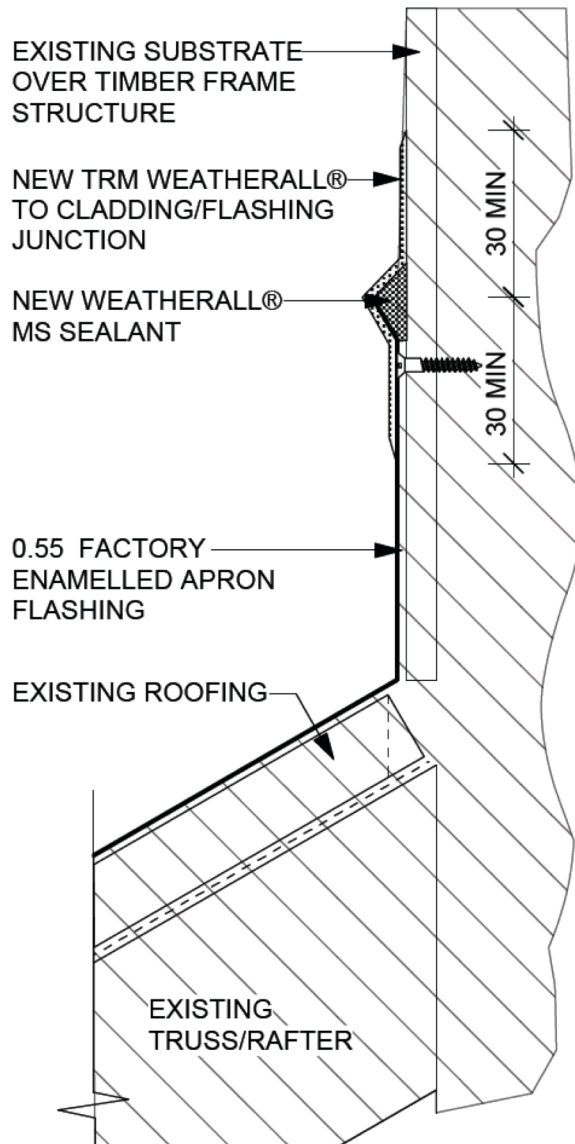 EXISTING SUBSTRATE
OVER TIMBER FRAME
STRUCTURE
NEW TRM WEATHERALL®
TO CLADDING/FLASHING
JUNCTION
30 MIN
NEW WEATHERALL®
MS SEALANT
30 MIN
0.55 FACTORY
ENAMELLED APRON
FLASHING
EXISTING ROOFING
EXISTING
TRUSS/RAFTER